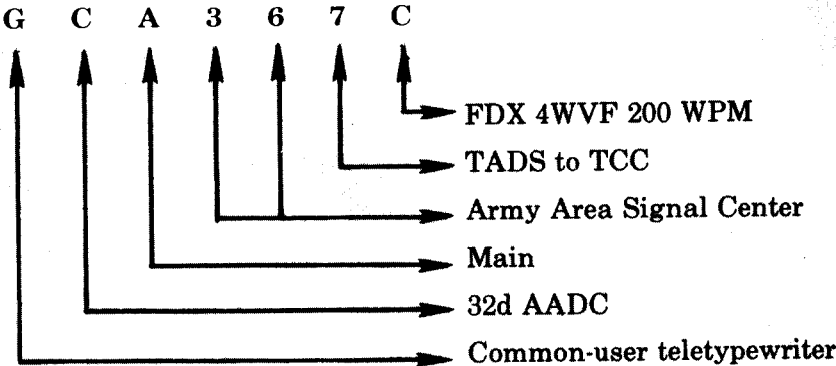 G C A 3 6 7 C
FDX 4WVF 200 WPM
TADS to TCC
Army Area Signal Center
Main
32d AADC
Common-user teletypewriter